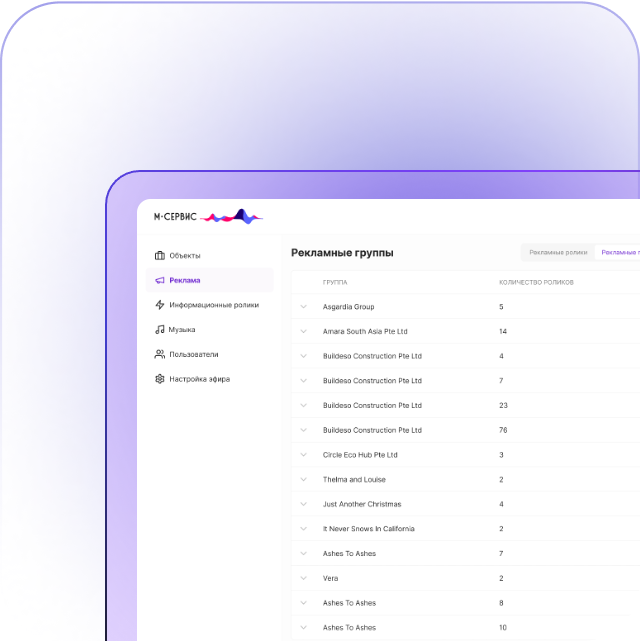 М·СЕРВИС
Объекты
Реклама
Информационные ролики
Музыка
Пользователи
Настройка эфира
Рекламные группы
Рекламные ролики
Рекламные г
ГРУППА КОЛИЧЕСТВО РОЛИКОВ
Asgardia Group 5
Amara South Asia Pte Ltd 14
Buildeso Construction Pte Ltd 4
Buildeso Construction Pte Ltd 7
Buildeso Construction Pte Ltd 23
Buildeso Construction Pte Ltd 76
Circle Eco Hub Pte Ltd 3
Thelma and Louise 2
Just Another Christmas 4
It Never Snows In California 2
Ashes To Ashes 7
Vera 2
Ashes To Ashes 8
Ashes To Ashes 10